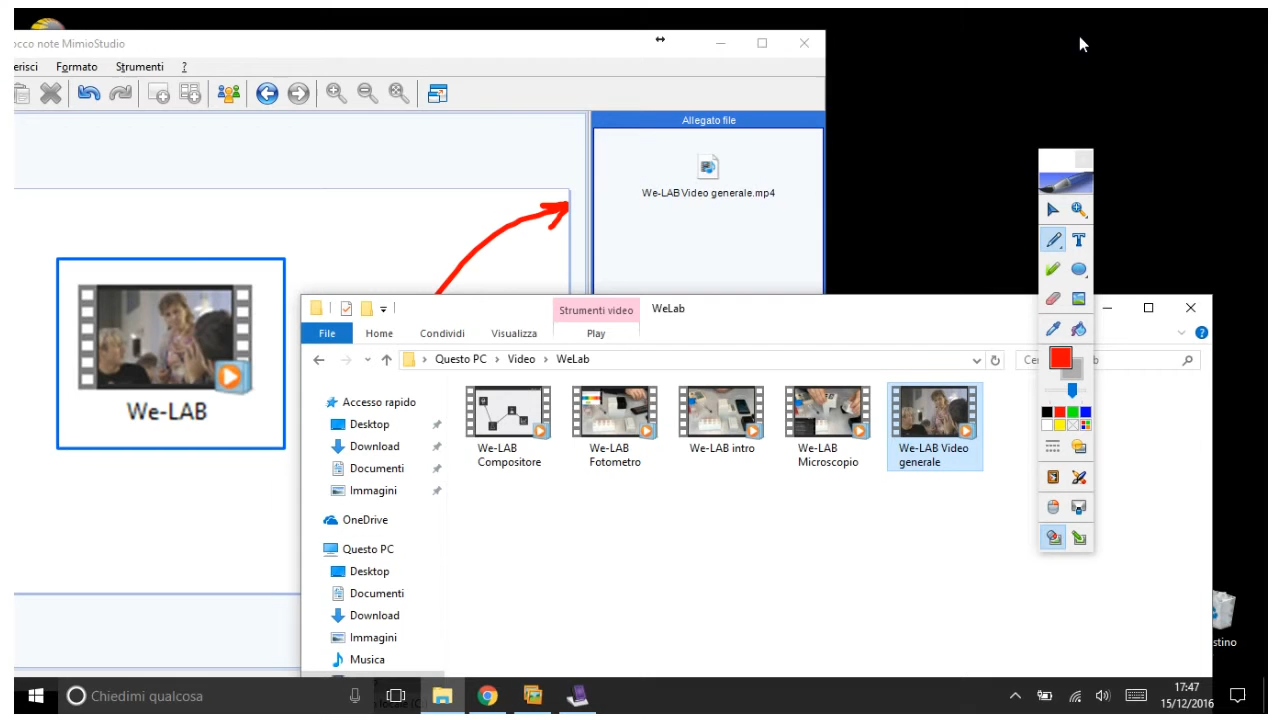 occo note MimioStudio
erisci Formato Strumenti ?
Allegato file
We-LAB Video generale.mp4
We-LAB
Strumenti video WeLab
File Home Condividi Visualizza Play
Questo PC > Video > WeLab
Ce b
Accesso rapido
Desktop
Download
Documenti
Immagini
OneDrive
Questo PC
Desktop
Documenti
Download
Immagini
Musica
We-LAB
Compositore
We-LAB
Fotometro
We-LAB intro
We-LAB
Microscopio
We-LAB Video
generale
T
stino
Chiedimi qualcosa
17:47
15/12/2016